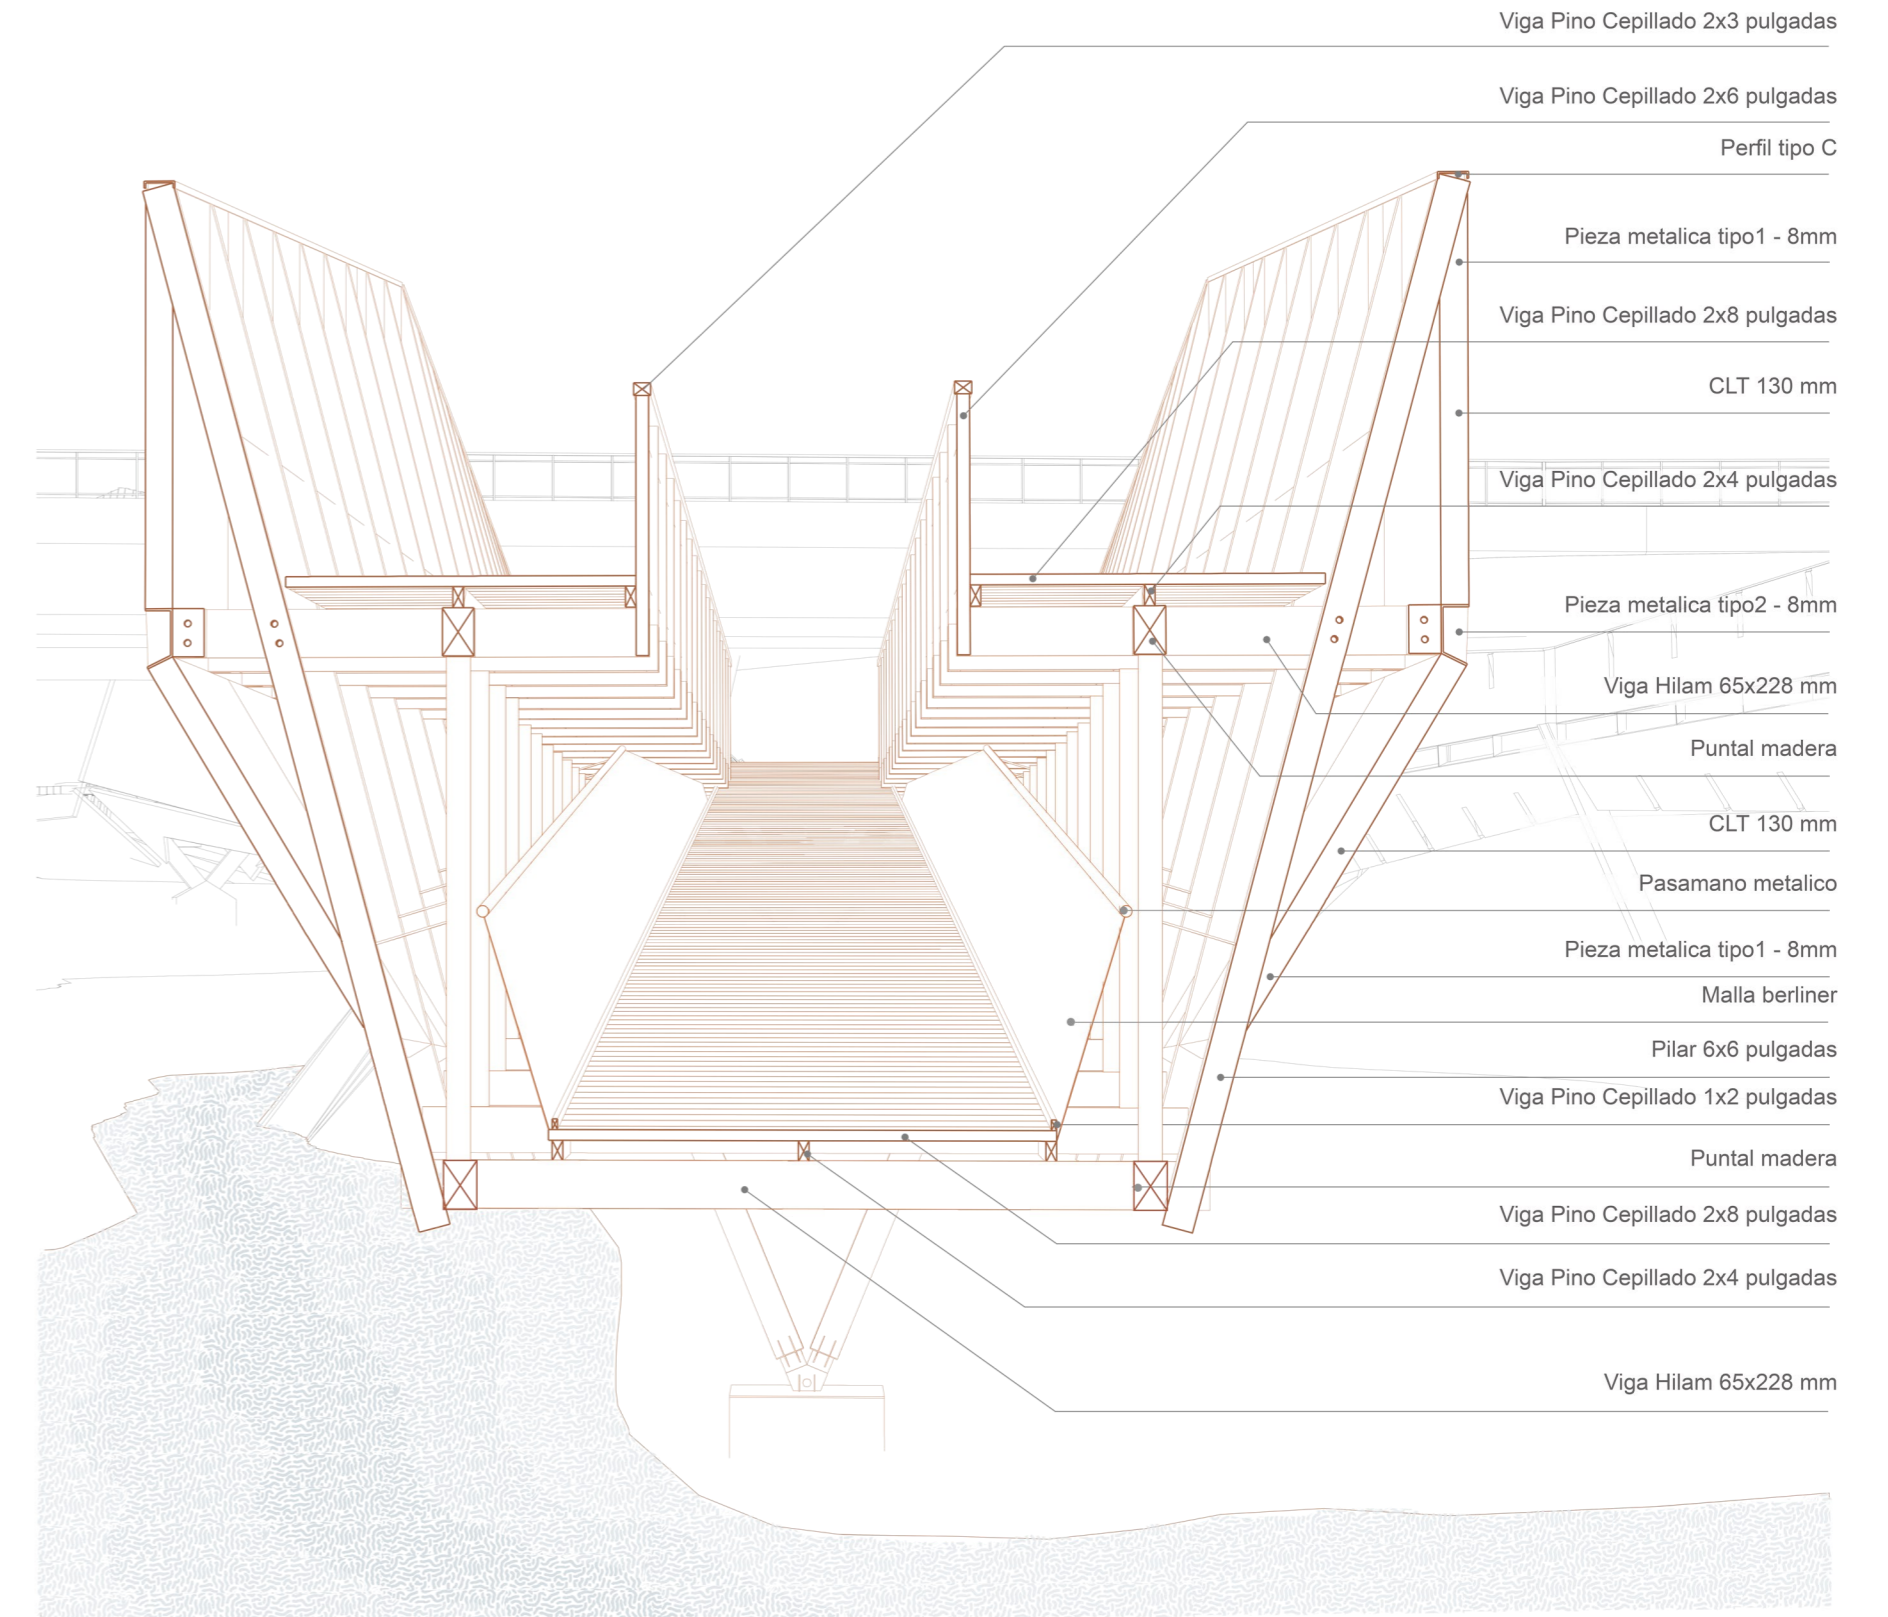 Viga Pino Cepillado 2x3 pulgadas
Viga Pino Cepillado 2x6 pulgadas
Perfil tipo C
Pieza metalica tipo1 - 8mm
Viga Pino Cepillado 2x8 pulgadas
CLT 130 mm
Viga Pino Cepillado 2x4 pulgadas
Pieza metalica tipo2 - 8mm
Viga Hilam 65x228 mm
Puntal madera
CLT 130 mm
Pasamano metalico
Pieza metalica tipo1 - 8mm
Malla berliner
Pilar 6x6 pulgadas
Viga Pino Cepillado 1x2 pulgadas
Puntal madera
Viga Pino Cepillado 2x8 pulgadas
Viga Pino Cepillado 2x4 pulgadas
Viga Hilam 65x228 mm